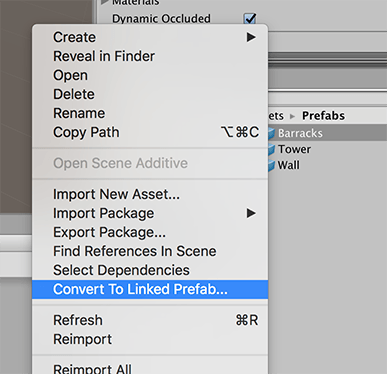 Materials
Dynamic Occluded
Create
Reveal in Finder
Open
Delete
Rename
Copy Path ⌥⌘C
Open Scene Additive
Import New Asset...
Import Package
Export Package...
Find References In Scene
Select Dependencies
Convert To Linked Prefab...
Refresh ⌘R
Reimport
Reimport All
ets ▸ Prefabs
Barracks
Tower
Wall